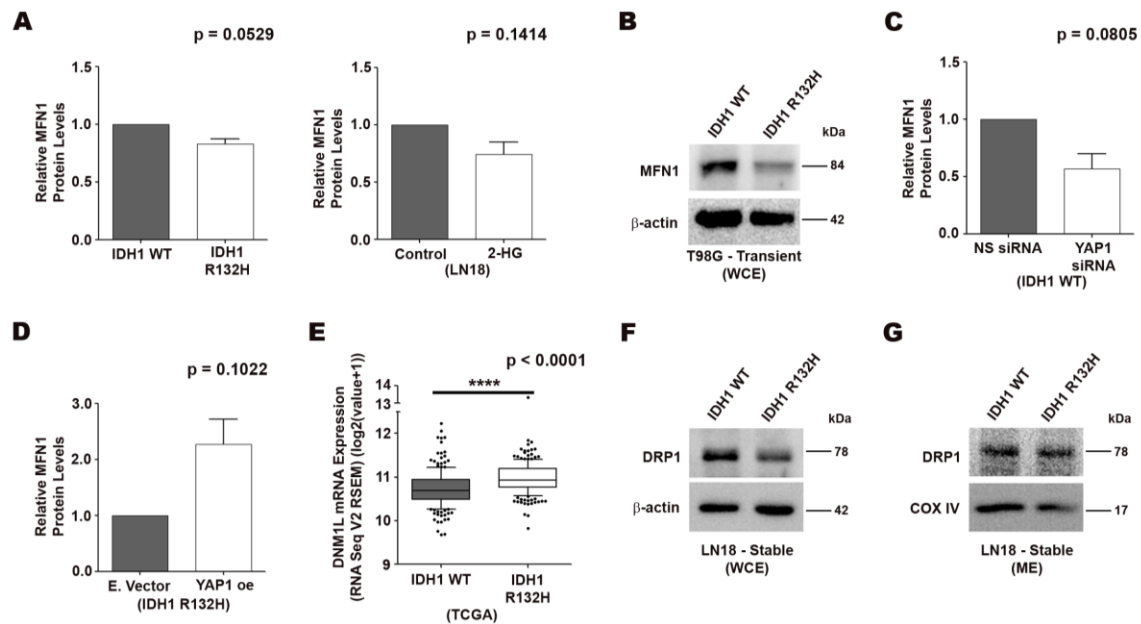 A
p = 0.0529
Relative MFN1
Protein Levels
1.5
1.0
0.5
0.0
IDH1 WT
IDH1
R132H
p = 0.1414
Relative MFN1
Protein Levels
1.5
1.0
0.5
0.0
Control
2-HG
(LN18)
B
IDH1 WT
IDH1 R132H
kDa
MFN1
84
β-actin
42
T98G - Transient
(WCE)
C
p = 0.0805
Relative MFN1
Protein Levels
1.5
1.0
0.5
0.0
NS siRNA
YAP1
siRNA
(IDH1 WT)
D
p = 0.1022
Relative MFN1
Protein Levels
3.0
2.0
1.0
0.0
E. Vector
YAP1 oe
(IDH1 R132H)
E
p < 0.0001
DNM1L mRNA Expression
(RNA Seq V2 RSEM) (log2(value+1))
****
14
13
12
11
10
9
IDH1 WT
IDH1
R132H
(TCGA)
F
IDH1 WT
IDH1 R132H
kDa
DRP1
78
β-actin
42
LN18 - Stable
(WCE)
G
IDH1 WT
IDH1 R132H
kDa
DRP1
78
COX IV
17
LN18 - Stable
(ME)